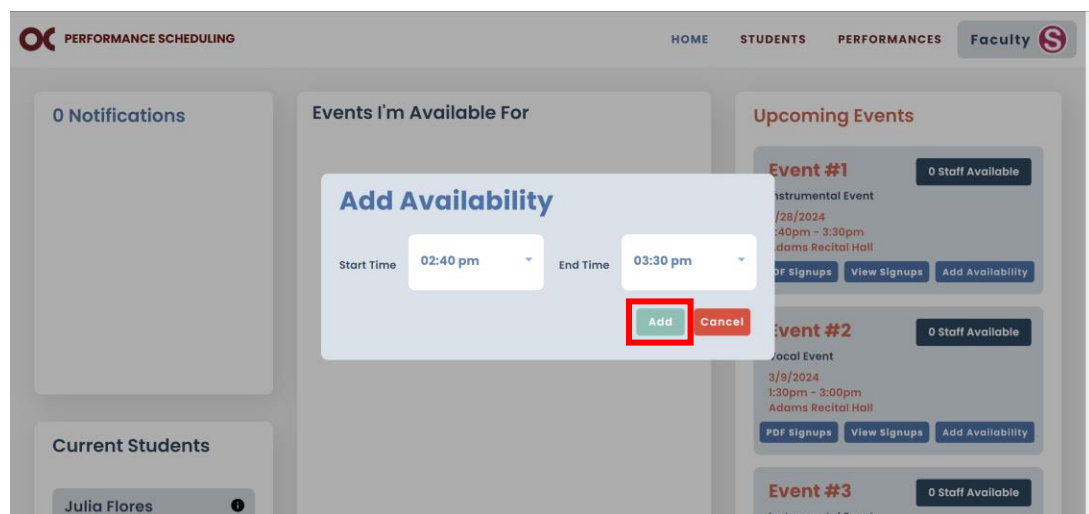 OC PERFORMANCE SCHEDULING
HOME STUDENTS PERFORMANCES Faculty S
0 Notifications
Events I'm Available For
Upcoming Events
Event #1 0 Staff Available
nstrumental Event
/28/2024
:40pm - 3:30pm
dams Recital Hall
DF Signups View Signups Add Availability
Add Availability
Start Time 02:40 pm End Time 03:30 pm
Add Cancel
Event #2 0 Staff Available
ocal Event
3/9/2024
1:30pm - 3:00pm
Adams Recital Hall
PDF Signups View Signups Add Availability
Current Students
Julia Flores
Event #3 0 Staff Available